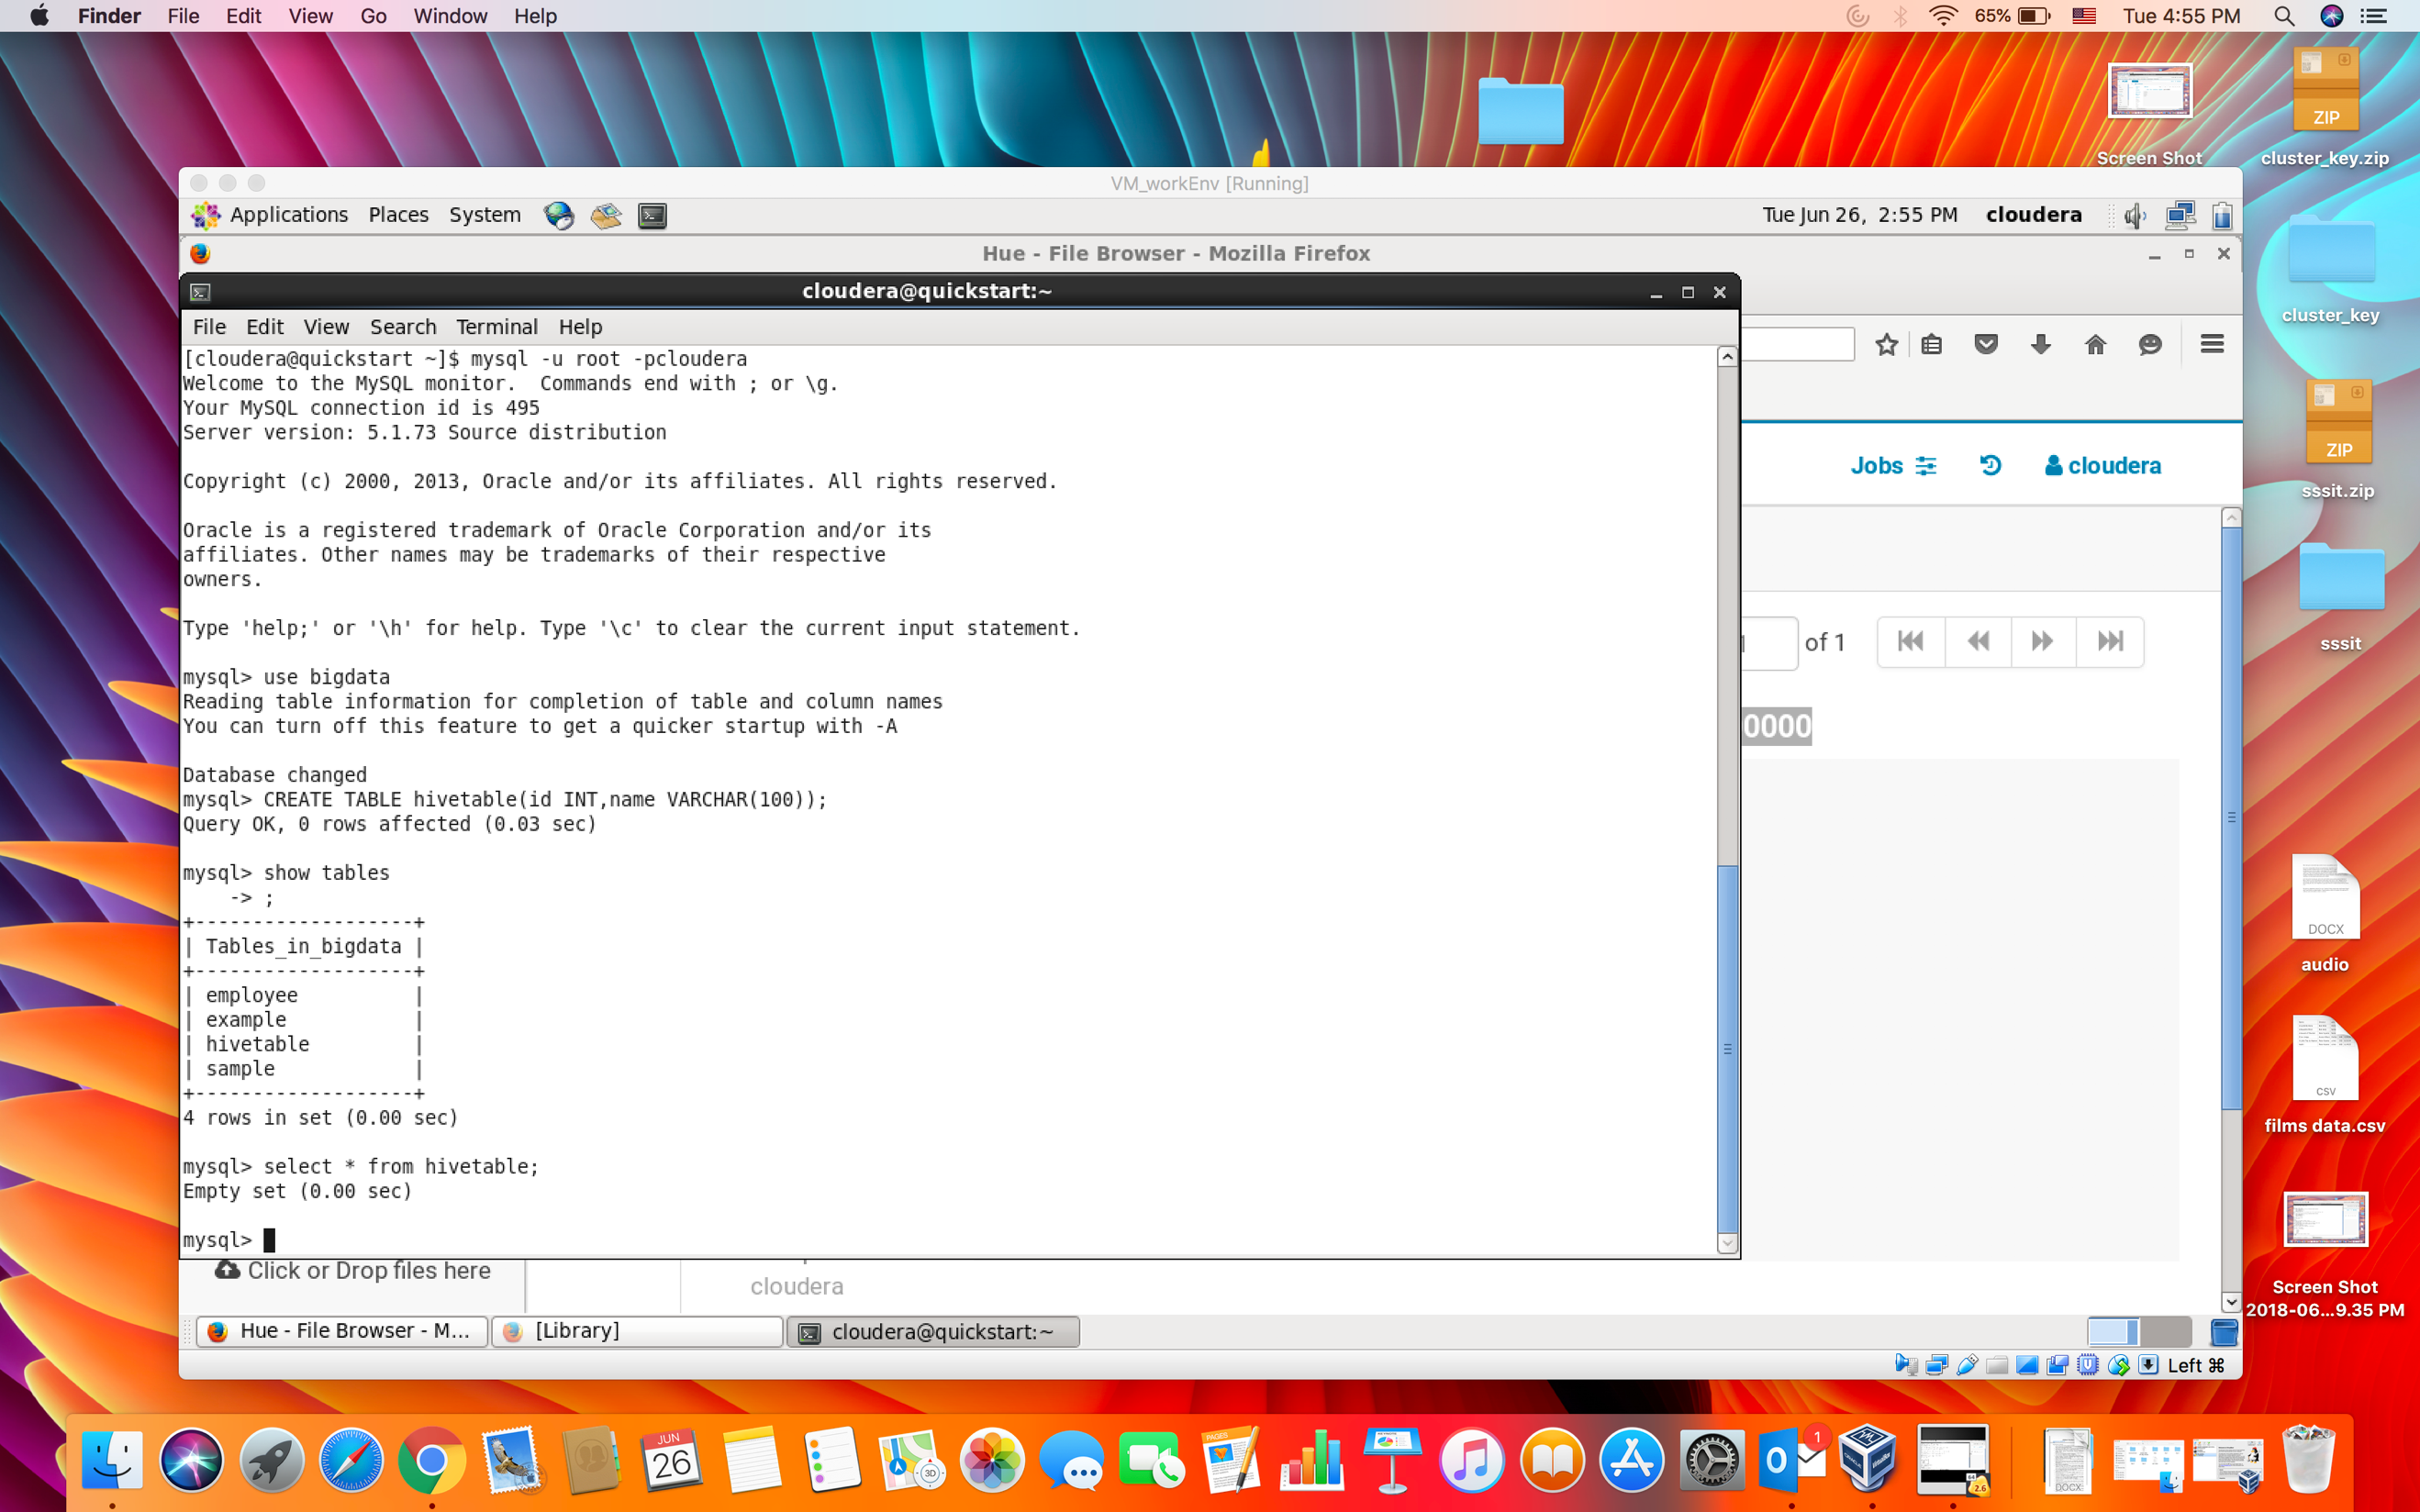 Finder File Edit View Go Window Help 65% Tue 4:55 PM
ZIP
Screen Shot
cluster_key.zip
VM_workEnv [Running]
Applications Places System Tue Jun 26, 2:55 PM cloudera
Hue - File Browser - Mozilla Firefox
cloudera@quickstart:~
File Edit View Search Terminal Help
[cloudera@quickstart ~]$ mysql -u root -pcloudera
Welcome to the MySQL monitor.  Commands end with ; or \g.
Your MySQL connection id is 495
Server version: 5.1.73 Source distribution
Copyright (c) 2000, 2013, Oracle and/or its affiliates. All rights reserved.
Oracle is a registered trademark of Oracle Corporation and/or its
affiliates. Other names may be trademarks of their respective
owners.
Type 'help;' or '\h' for help. Type '\c' to clear the current input statement.
mysql> use bigdata
Reading table information for completion of table and column names
You can turn off this feature to get a quicker startup with -A
Database changed
mysql> CREATE TABLE hivetable(id INT,name VARCHAR(100));
Query OK, 0 rows affected (0.03 sec)
mysql> show tables
    -> ;
+-------------------+
| Tables_in_bigdata |
+-------------------+
| employee          |
| example           |
| hivetable         |
| sample            |
+-------------------+
4 rows in set (0.00 sec)
mysql> select * from hivetable;
Empty set (0.00 sec)
mysql>
Jobs cloudera
of 1
0000
cluster_key
ZIP
sssit.zip
sssit
DOCX
audio
CSV
films data.csv
Screen Shot
2018-06...9.35 PM
Click or Drop files here
cloudera
Hue - File Browser - M... [Library] cloudera@quickstart:~
Left ⌘
JUN
26
3D
PAGES
1
2.6
DOCX